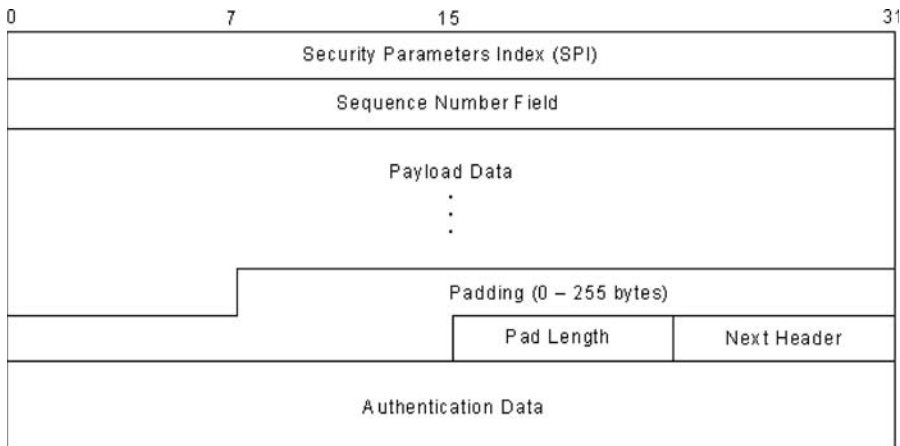 0 7 15 31
Security Parameters Index (SPI)
Sequence Number Field
Payload Data
Padding (0 – 255 bytes)
Pad Length Next Header
Authentication Data